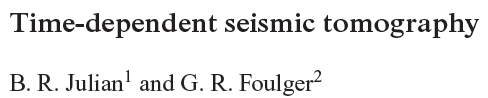 Time-dependent seismic tomography
B. R. Julian¹ and G. R. Foulger²